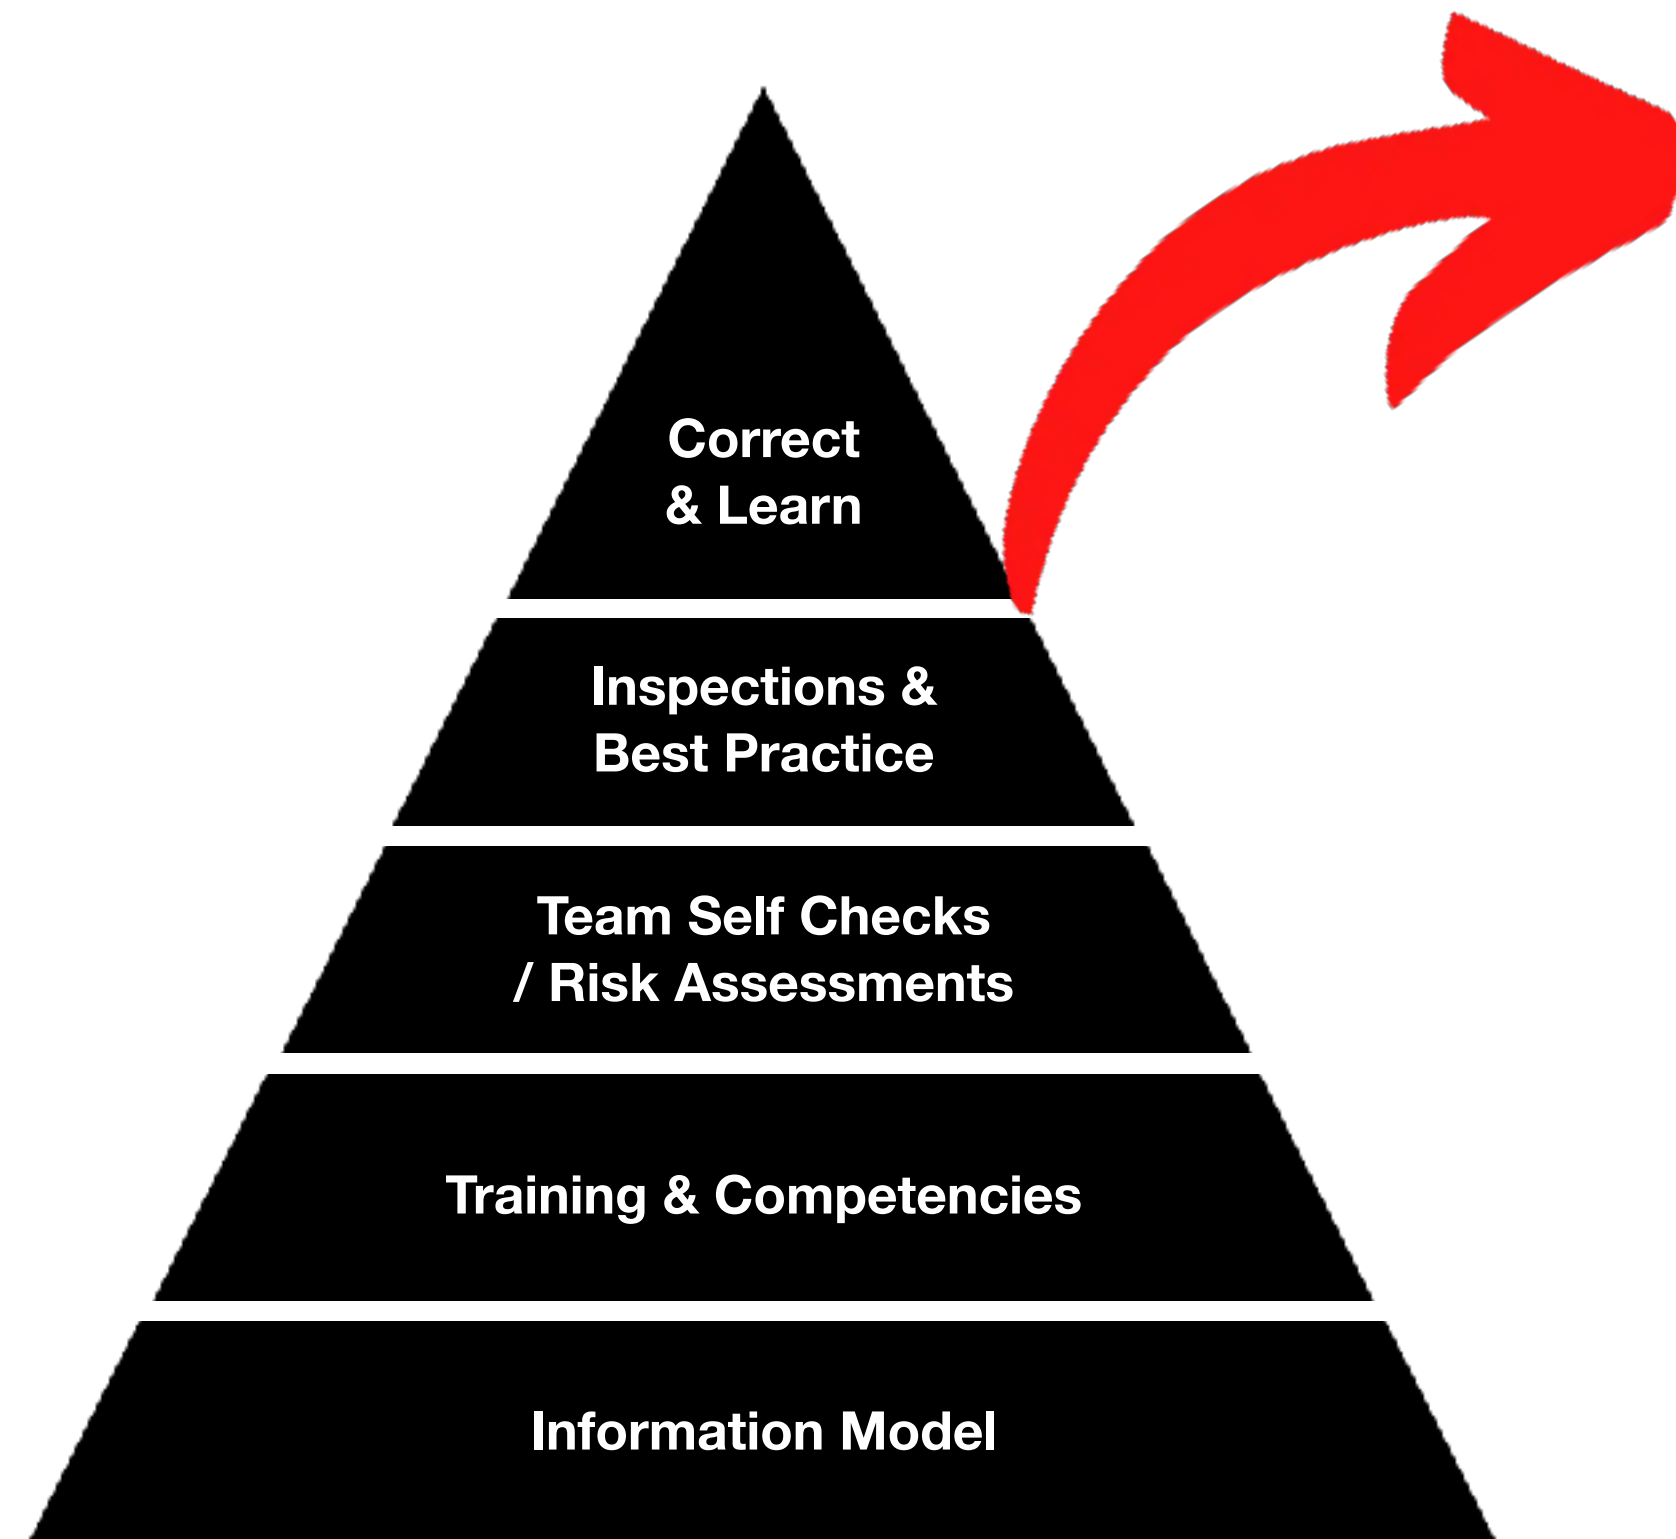 Correct
& Learn
Inspections &
Best Practice
Team Self Checks
/ Risk Assessments
Training & Competencies
Information Model